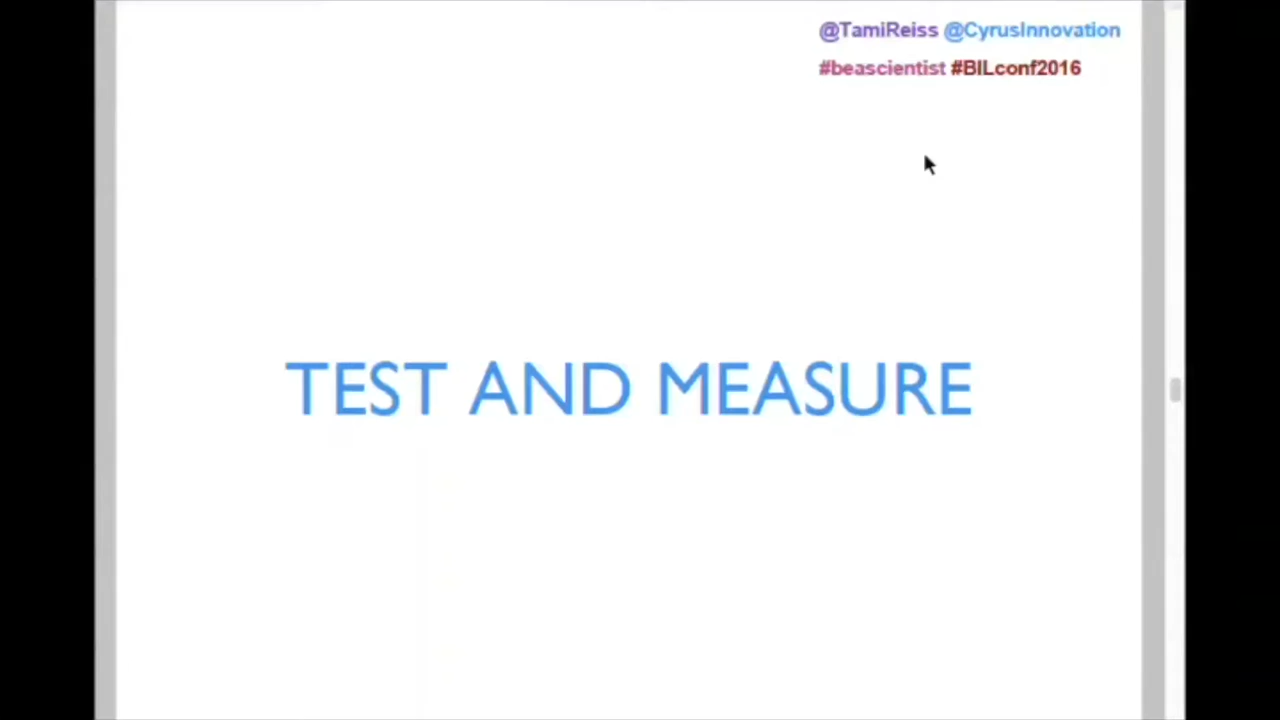 @TamiReiss @CyrusInnovation
#beascientist #BILconf2016
TEST AND MEASURE